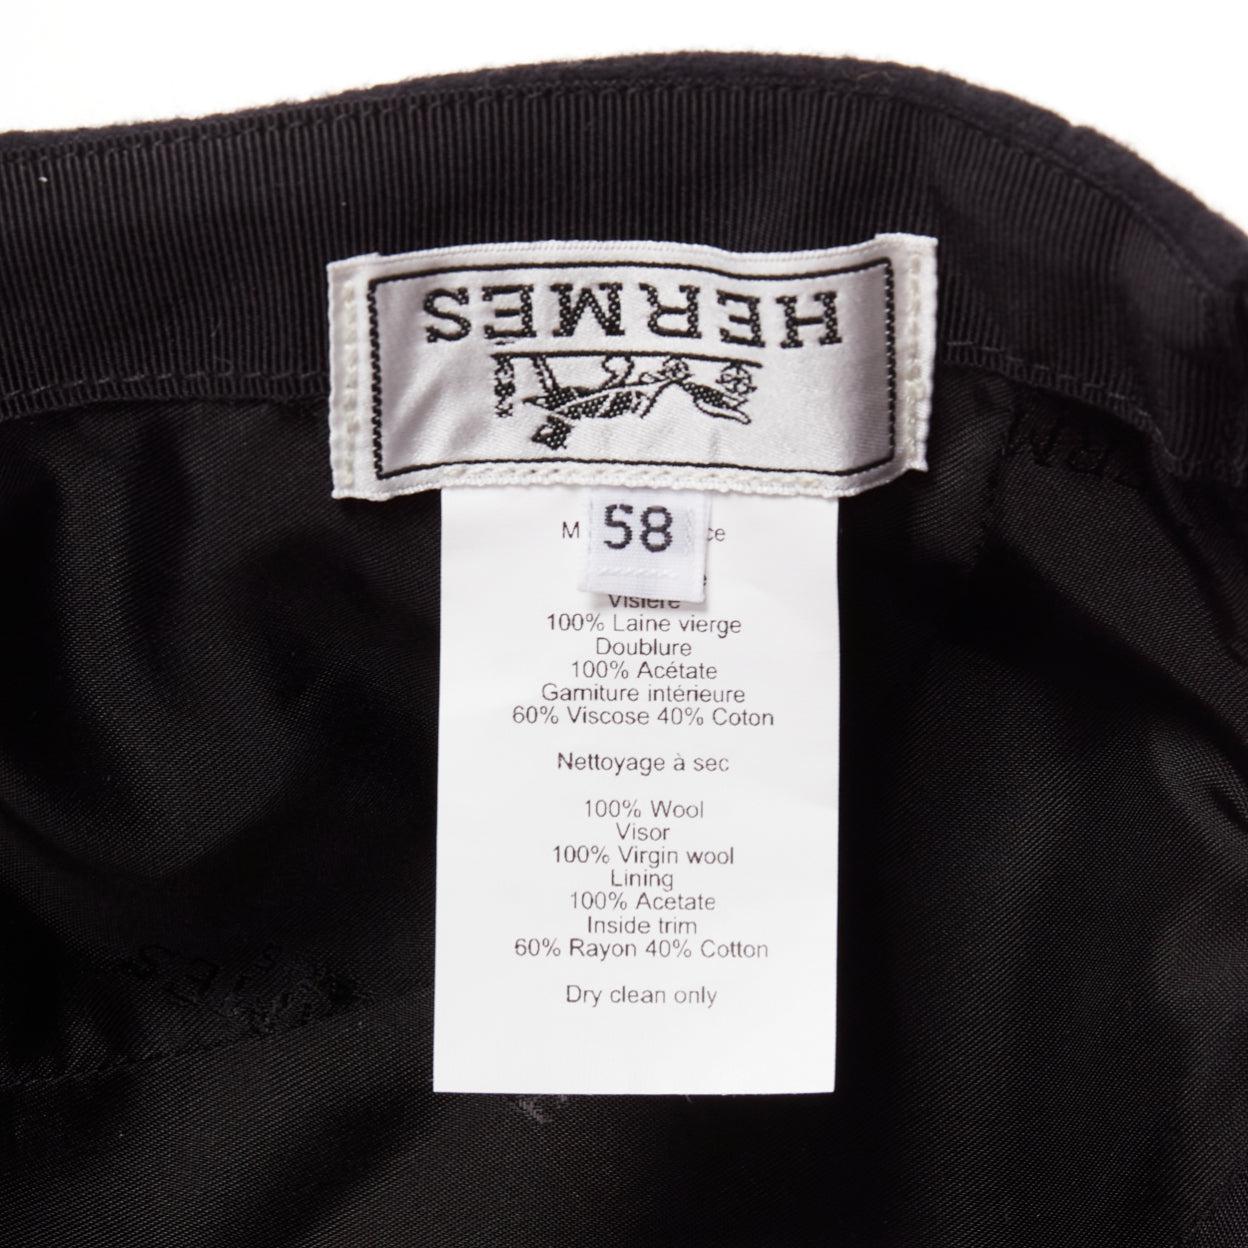 HERMES
58
M ce
e
Visière
100% Laine vierge
Doublure
100% Acétate
Garniture intérieure
60% Viscose 40% Coton
Nettoyage à sec
100% Wool
Visor
100% Virgin wool
Lining
100% Acetate
Inside trim
60% Rayon 40% Cotton
Dry clean only